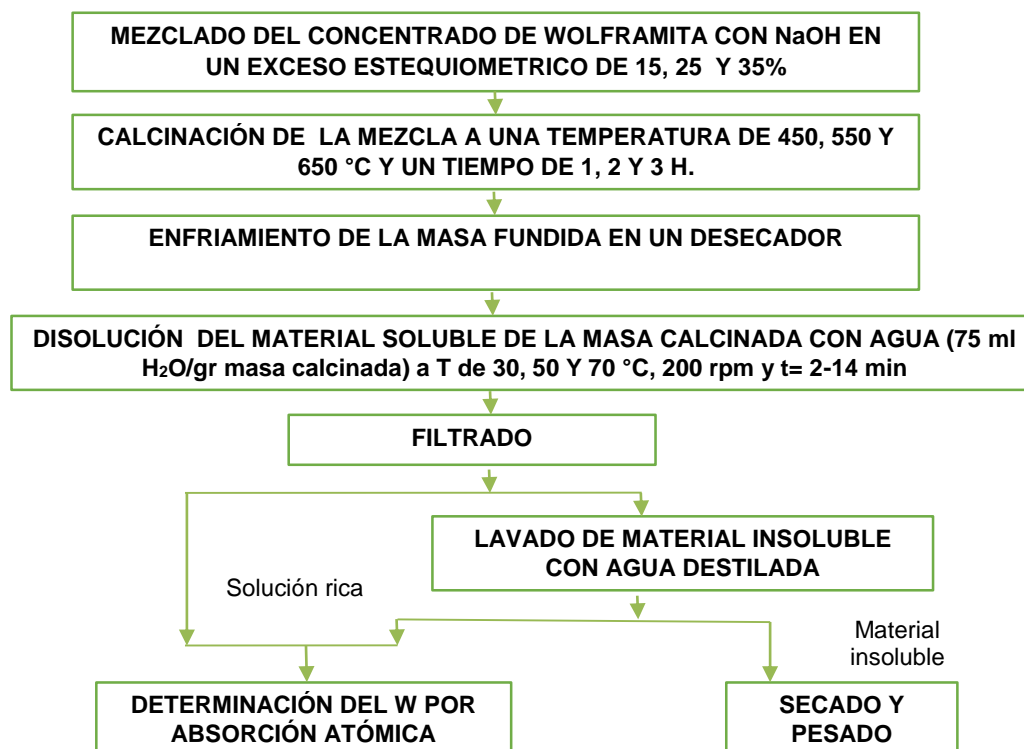 MEZCLADO DEL CONCENTRADO DE WOLFRAMITA CON NaOH EN
UN EXCESO ESTEQUIOMETRICO DE 15, 25 Y 35%
CALCINACIÓN DE LA MEZCLA A UNA TEMPERATURA DE 450, 550 Y
650 °C Y UN TIEMPO DE 1, 2 Y 3 H.
ENFRIAMIENTO DE LA MASA FUNDIDA EN UN DESECADOR
DISOLUCIÓN DEL MATERIAL SOLUBLE DE LA MASA CALCINADA CON AGUA (75 ml
H₂O/gr masa calcinada) a T de 30, 50 Y 70 °C, 200 rpm y t= 2-14 min
FILTRADO
LAVADO DE MATERIAL INSOLUBLE
CON AGUA DESTILADA
Solución rica
Material
insoluble
DETERMINACIÓN DEL W POR
ABSORCIÓN ATÓMICA
SECADO Y
PESADO